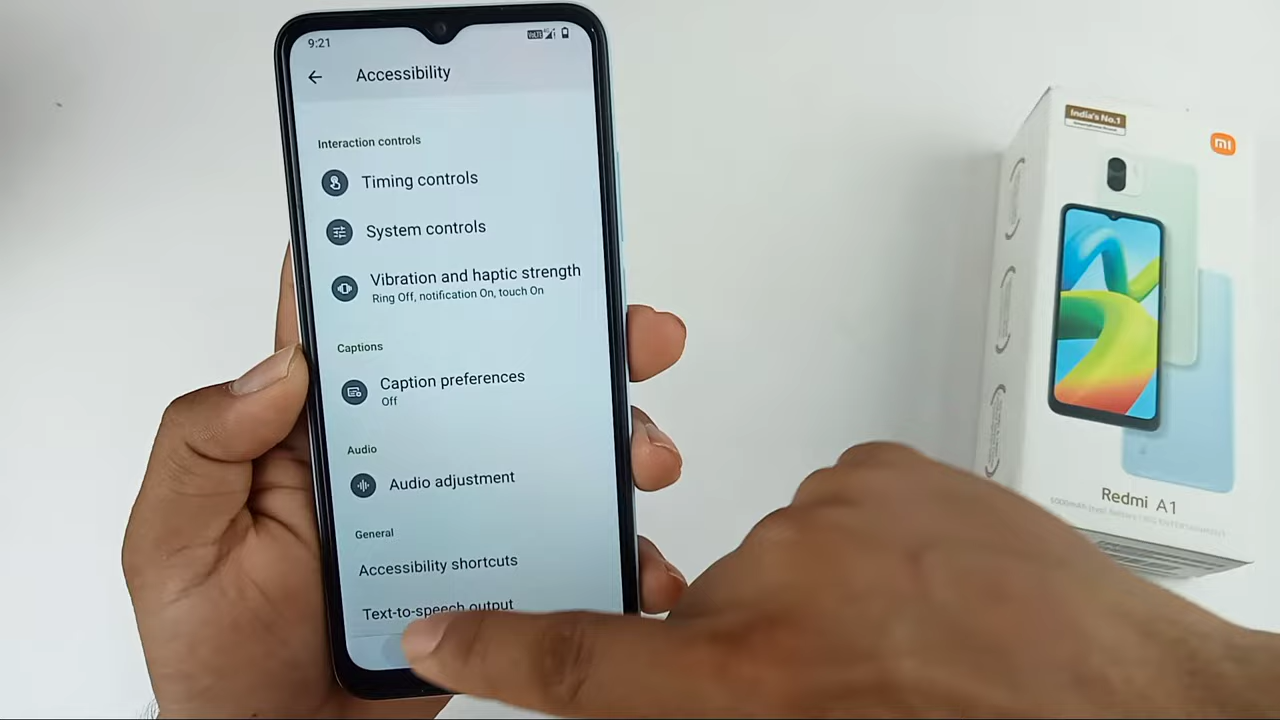 9:21
Accessibility
Interaction controls
Timing controls
System controls
Vibration and haptic strength
Ring Off, notification On, touch On
Captions
Caption preferences
Off
Audio
Audio adjustment
General
Accessibility shortcuts
Text-to-speech output
India's No.1
mi
Redmi A1